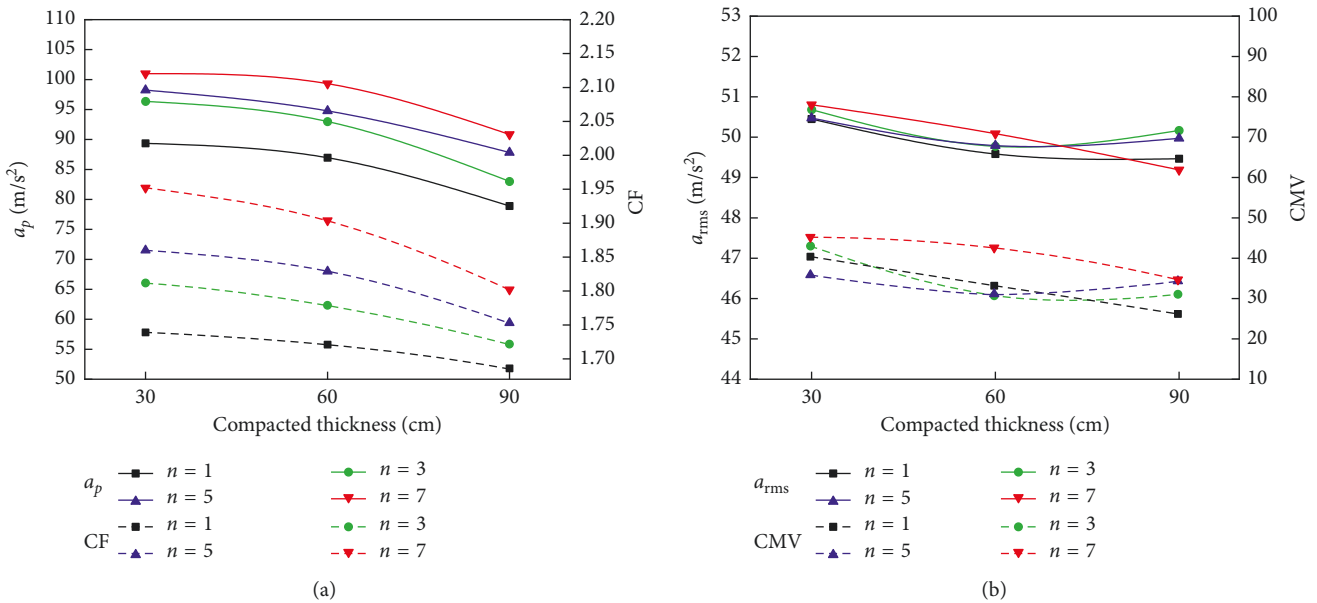 110
105
100
95
90
85
80
75
70
65
60
55
50
a_p (m/s²)
2.20
2.15
2.10
2.05
2.00
1.95
1.90
1.85
1.80
1.75
1.70
CF
30 60 90
Compacted thickness (cm)
a_p n = 1 n = 3
n = 5 n = 7
CF n = 1 n = 3
n = 5 n = 7
(a)
53
52
51
50
49
48
47
46
45
44
a_rms (m/s²)
100
90
80
70
60
50
40
30
20
10
CMV
30 60 90
Compacted thickness (cm)
a_rms n = 1 n = 3
n = 5 n = 7
CMV n = 1 n = 3
n = 5 n = 7
(b)